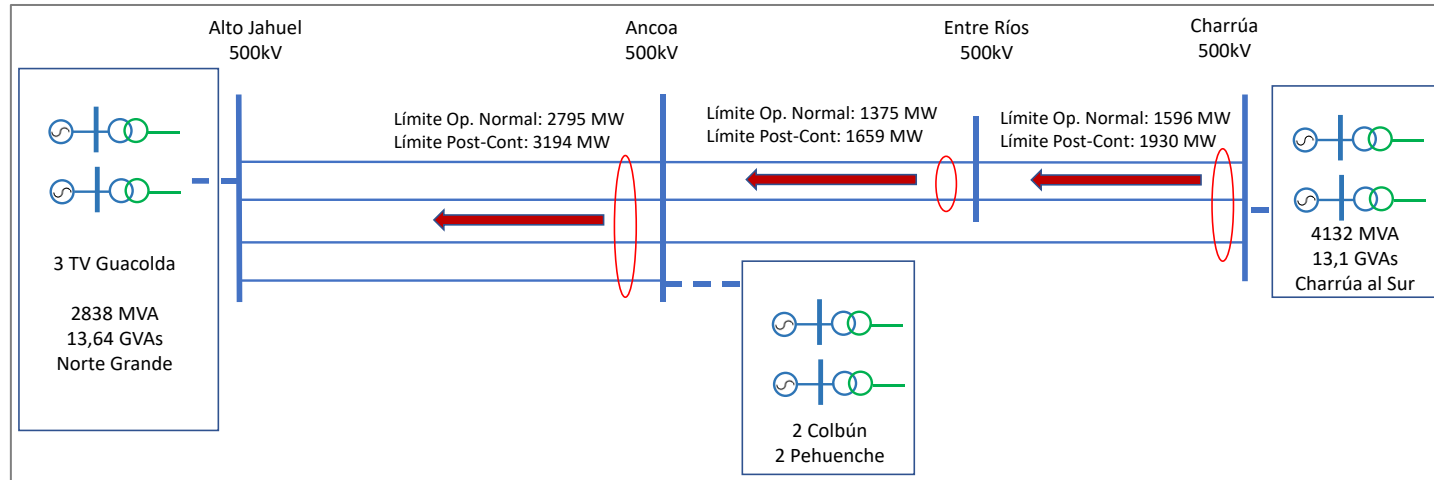 Alto Jahuel
500kV
Ancoa
500kV
Entre Ríos
500kV
Charrúa
500kV
Límite Op. Normal: 2795 MW
Límite Post-Cont: 3194 MW
Límite Op. Normal: 1375 MW
Límite Post-Cont: 1659 MW
Límite Op. Normal: 1596 MW
Límite Post-Cont: 1930 MW
3 TV Guacolda
2838 MVA
13,64 GVAs
Norte Grande
2 Colbún
2 Pehuenche
4132 MVA
13,1 GVAs
Charrúa al Sur